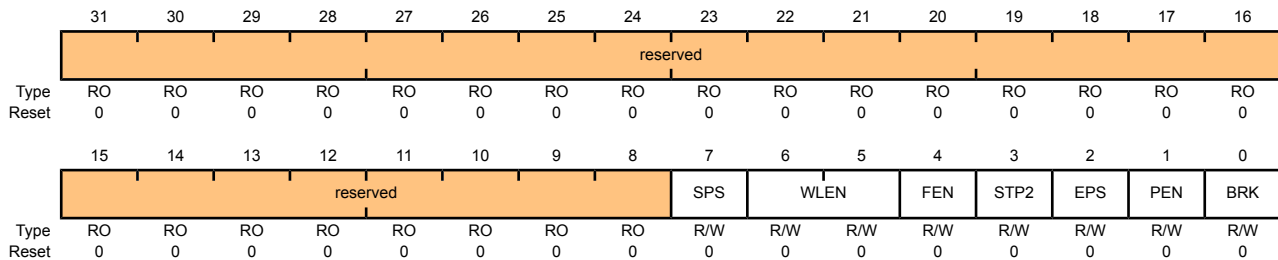 31 30 29 28 27 26 25 24 23 22 21 20 19 18 17 16
reserved
Type RO RO RO RO RO RO RO RO RO RO RO RO RO RO RO RO
Reset 0 0 0 0 0 0 0 0 0 0 0 0 0 0 0 0
15 14 13 12 11 10 9 8 7 6 5 4 3 2 1 0
reserved SPS WLEN FEN STP2 EPS PEN BRK
Type RO RO RO RO RO RO RO RO R/W R/W R/W R/W R/W R/W R/W R/W
Reset 0 0 0 0 0 0 0 0 0 0 0 0 0 0 0 0